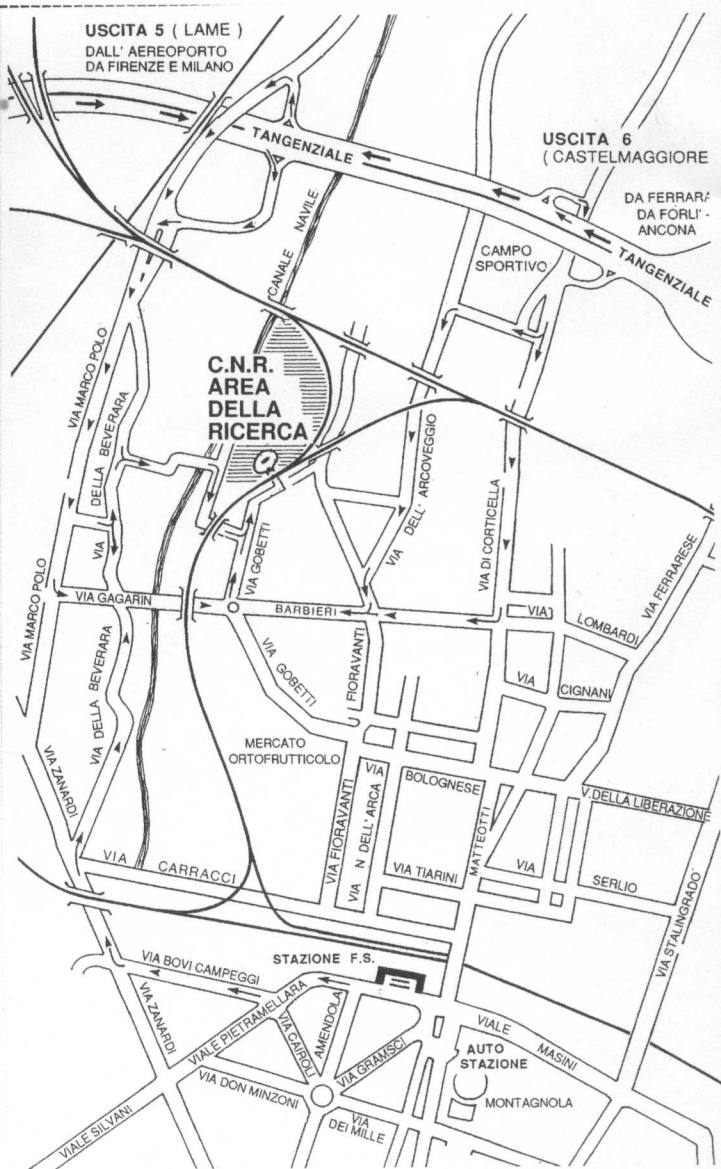 USCITA 5 ( LAME )
DALL' AEREOPORTO
DA FIRENZE E MILANO
TANGENZIALE
USCITA 6
( CASTELMAGGIORE
DA FERRARA
DA FORLI' -
ANCONA
TANGENZIALE
CANALE NAVILE
CAMPO
SPORTIVO
C.N.R.
AREA
DELLA
RICERCA
VIA MARCO POLO
VIA DELLA BEVERARA
VIA DELL' ARCOVEGGIO
VIA DI CORTICELLA
VIA FERRARESE
VIA GOBETTI
VIA MARCO POLO
VIA GAGARIN
BARBIERI
VIA
LOMBARDI
VIA DELLA BEVERARA
VIA GOBETTI
FIORAVANTI
VIA
CIGNANI
MERCATO
ORTOFRUTTICOLO
VIA ZANARDI
VIA
BOLOGNESE
V.DELLA LIBERAZIONE
VIA FIORAVANTI
VIA N DELL' ARCA
MATTEOTTI
VIA CARRACCI
VIA TIARINI
VIA
SERLIO
VIA STALINGRADO
STAZIONE F.S.
VIA BOVI CAMPEGGI
VIA ZANARDI
VIALE PIETRAMELLARA
VIA CAIROLI
AMENDOLA
VIA GRAMSCI
VIALE MASINI
AUTO
STAZIONE
VIA DON MINZONI
MONTAGNOLA
VIA
DEI MILLE
VIALE SILVANI